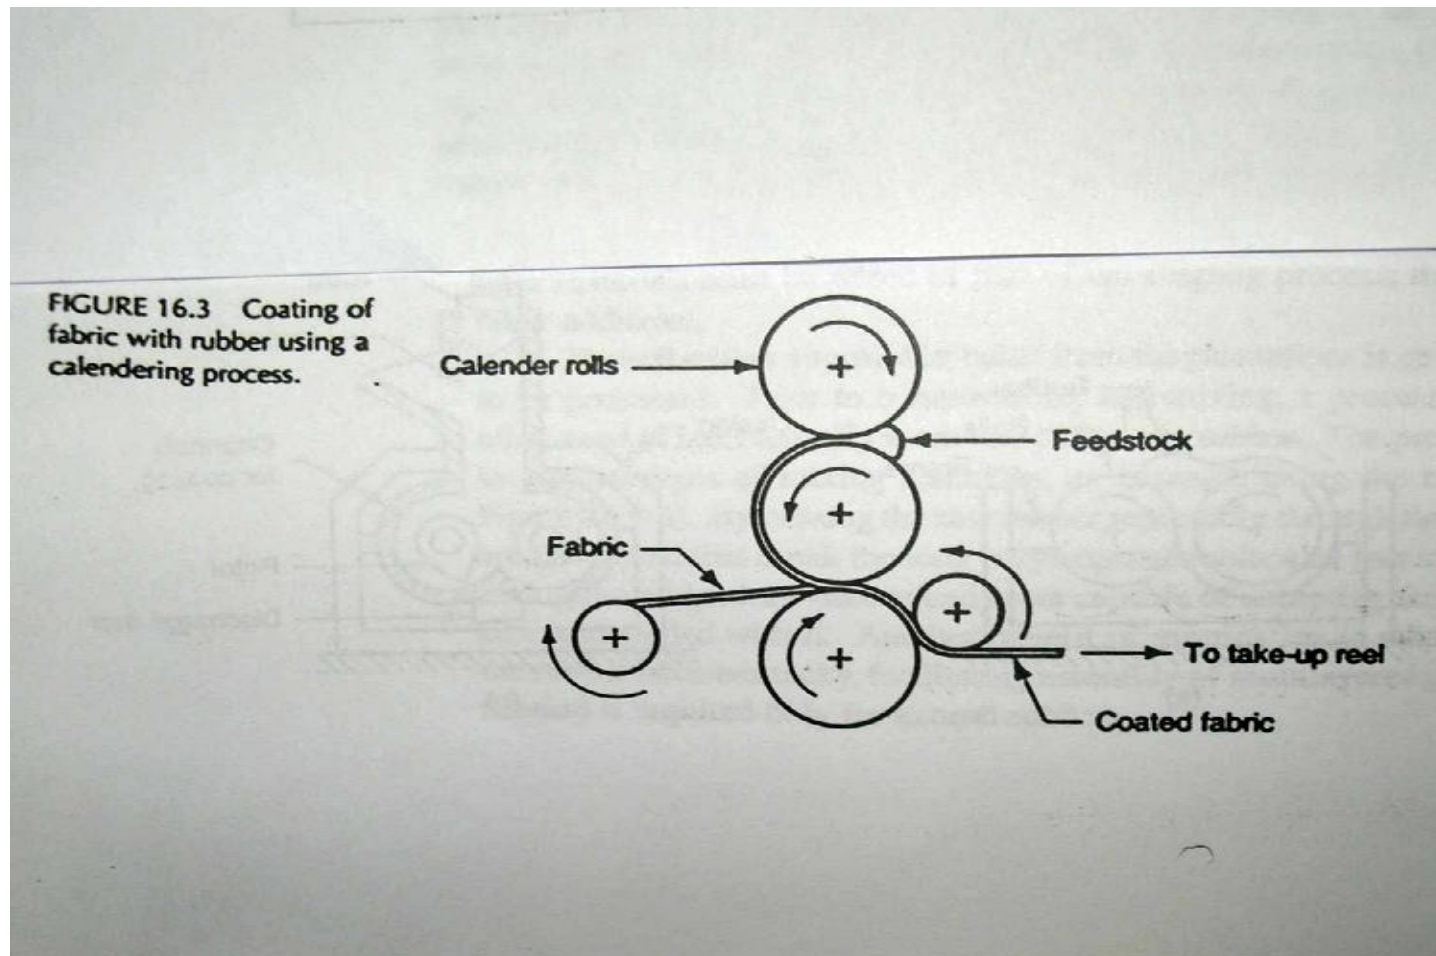 FIGURE 16.3 Coating of
fabric with rubber using a
calendering process.
Calender rolls
Feedstock
Fabric
To take-up reel
Coated fabric